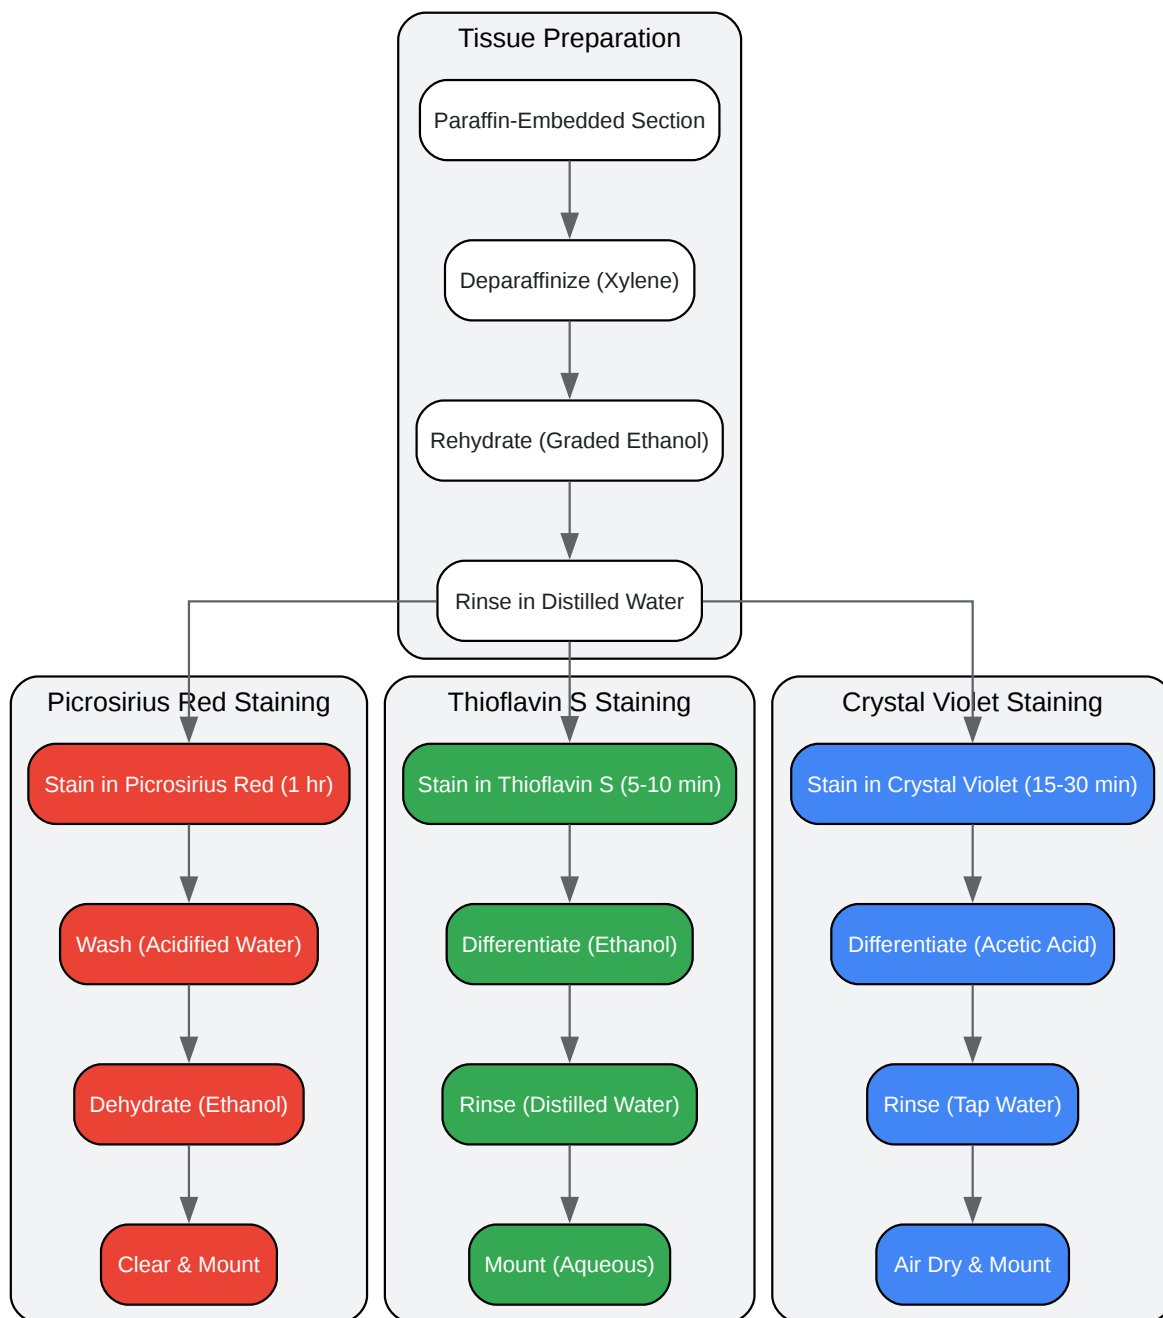 Tissue Preparation
Paraffin-Embedded Section
Deparaffinize (Xylene)
Rehydrate (Graded Ethanol)
Rinse in Distilled Water
Picrosirius Red Staining
Stain in Picrosirius Red (1 hr)
Wash (Acidified Water)
Dehydrate (Ethanol)
Clear & Mount
Thioflavin S Staining
Stain in Thioflavin S (5-10 min)
Differentiate (Ethanol)
Rinse (Distilled Water)
Mount (Aqueous)
Crystal Violet Staining
Stain in Crystal Violet (15-30 min)
Differentiate (Acetic Acid)
Rinse (Tap Water)
Air Dry & Mount